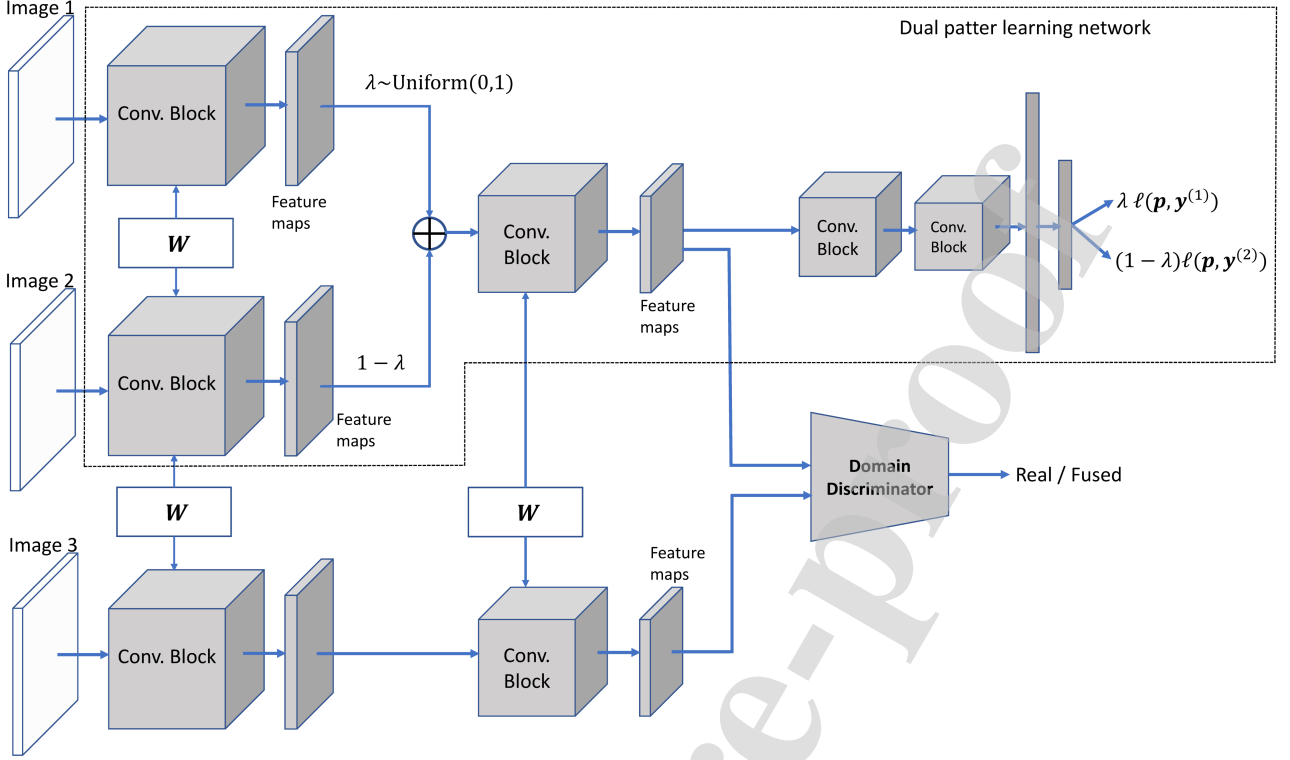 Image 1
Dual patter learning network
λ~Uniform(0,1)
Conv. Block
Feature
maps
W
Conv.
Block
Conv.
Block
Conv.
Block
λ ℓ(p, y⁽¹⁾)
(1 − λ)ℓ(p, y⁽²⁾)
Image 2
Feature
maps
1 − λ
Conv. Block
Feature
maps
Domain
Discriminator
Real / Fused
W
W
Image 3
Feature
maps
Conv. Block
Conv.
Block
re-proof